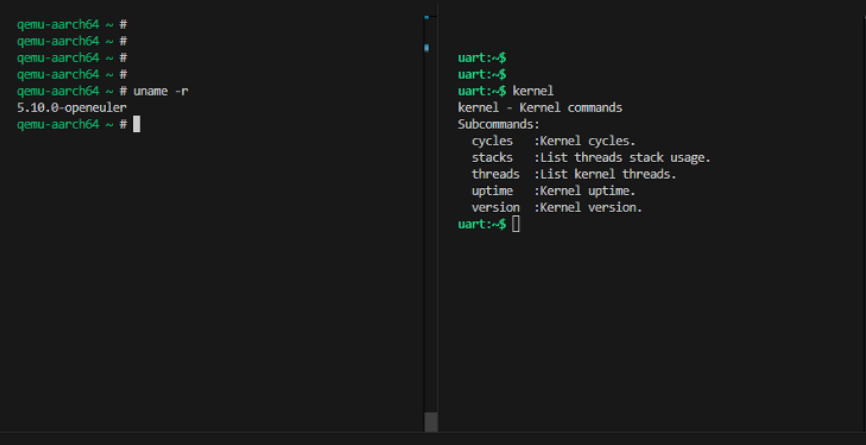 qemu-aarch64 ~ #
qemu-aarch64 ~ #
qemu-aarch64 ~ #
qemu-aarch64 ~ #
qemu-aarch64 ~ # uname -r
5.10.0-openeuler
qemu-aarch64 ~ #
uart:~$
uart:~$
uart:~$ kernel
kernel - Kernel commands
Subcommands:
  cycles   :Kernel cycles.
  stacks   :List threads stack usage.
  threads  :List kernel threads.
  uptime   :Kernel uptime.
  version  :Kernel version.
uart:~$